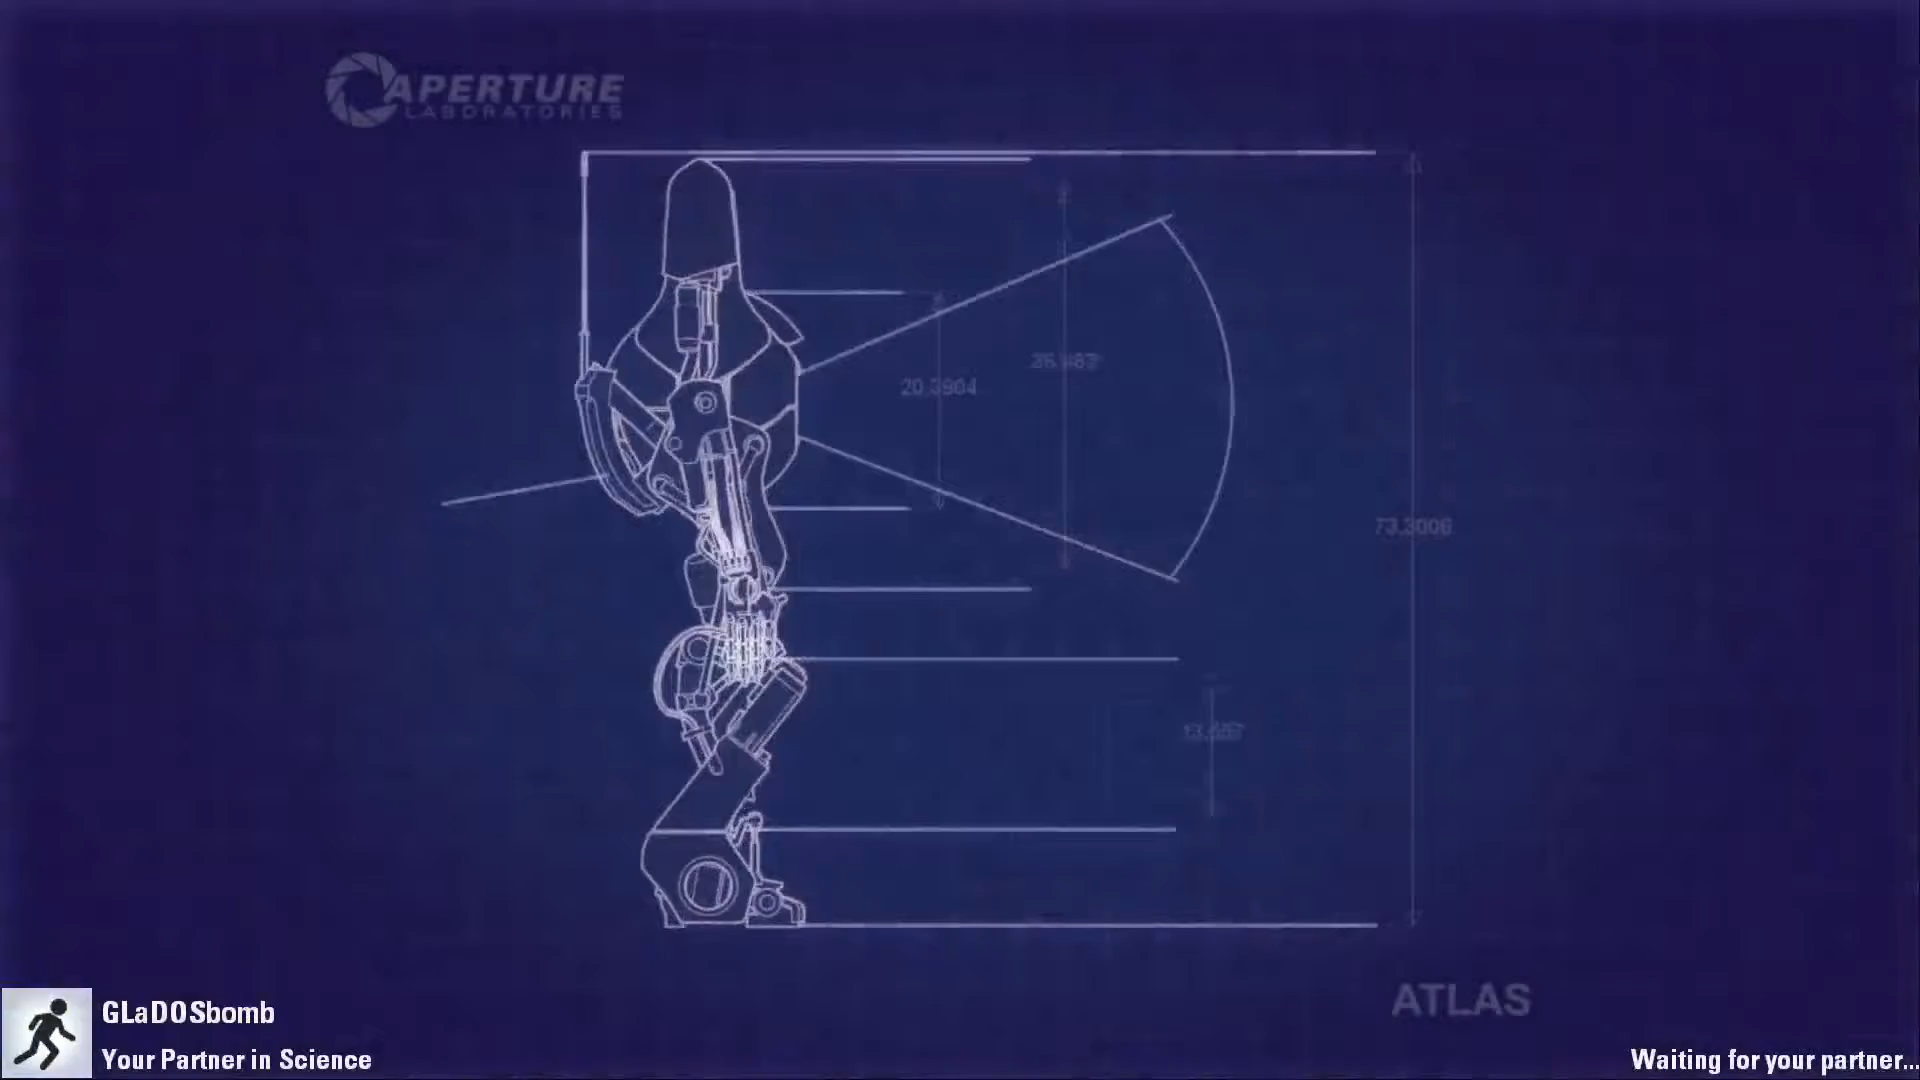 APERTURE
LABORATORIES
20.3904
73.3006
ATLAS
GLaDOSbomb
Your Partner in Science
Waiting for your partner...